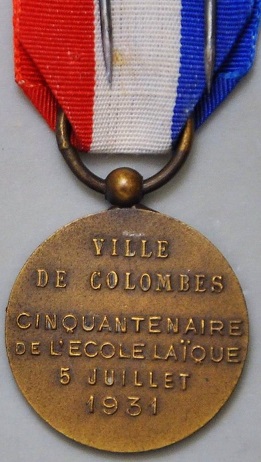 VILLE
DE COLOMBES
CINQUANTENAIRE
DE L'ECOLE LAÏQUE
5 JUILLET
1931